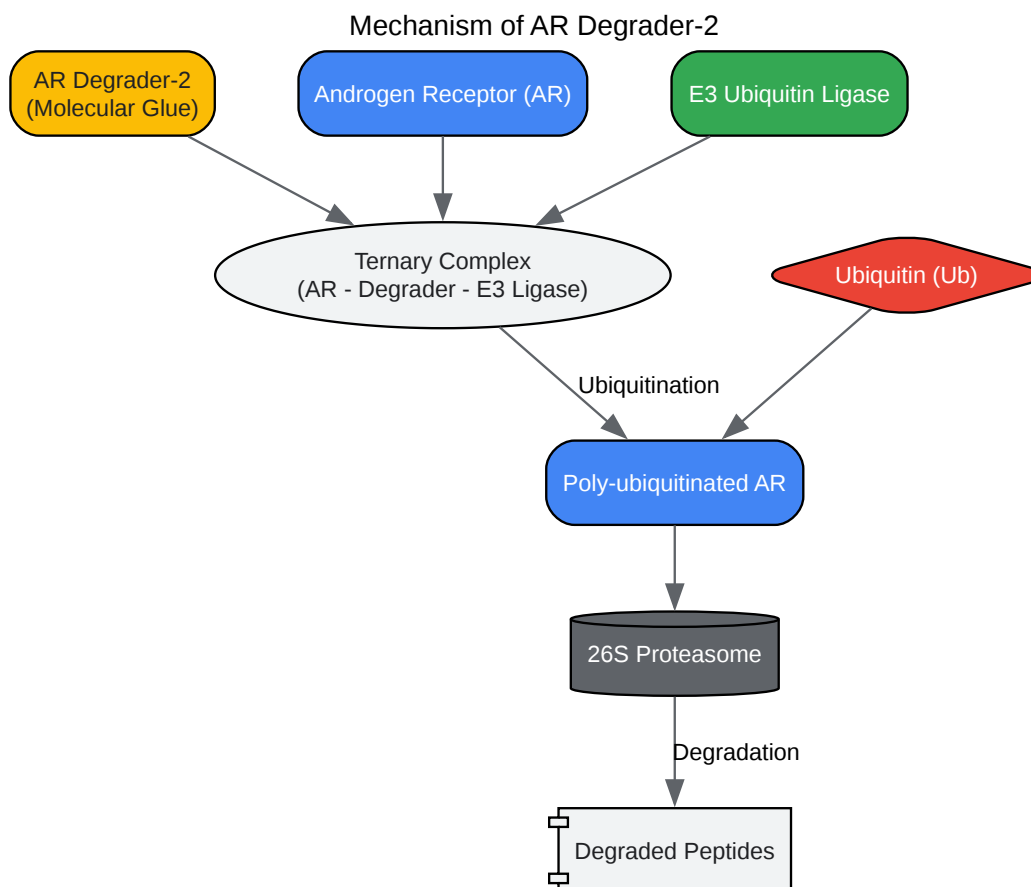 Mechanism of AR Degrader-2
AR Degrader-2
(Molecular Glue)
Androgen Receptor (AR)
E3 Ubiquitin Ligase
Ternary Complex
(AR - Degrader - E3 Ligase)
Ubiquitin (Ub)
Ubiquitination
Poly-ubiquitinated AR
26S Proteasome
Degradation
Degraded Peptides